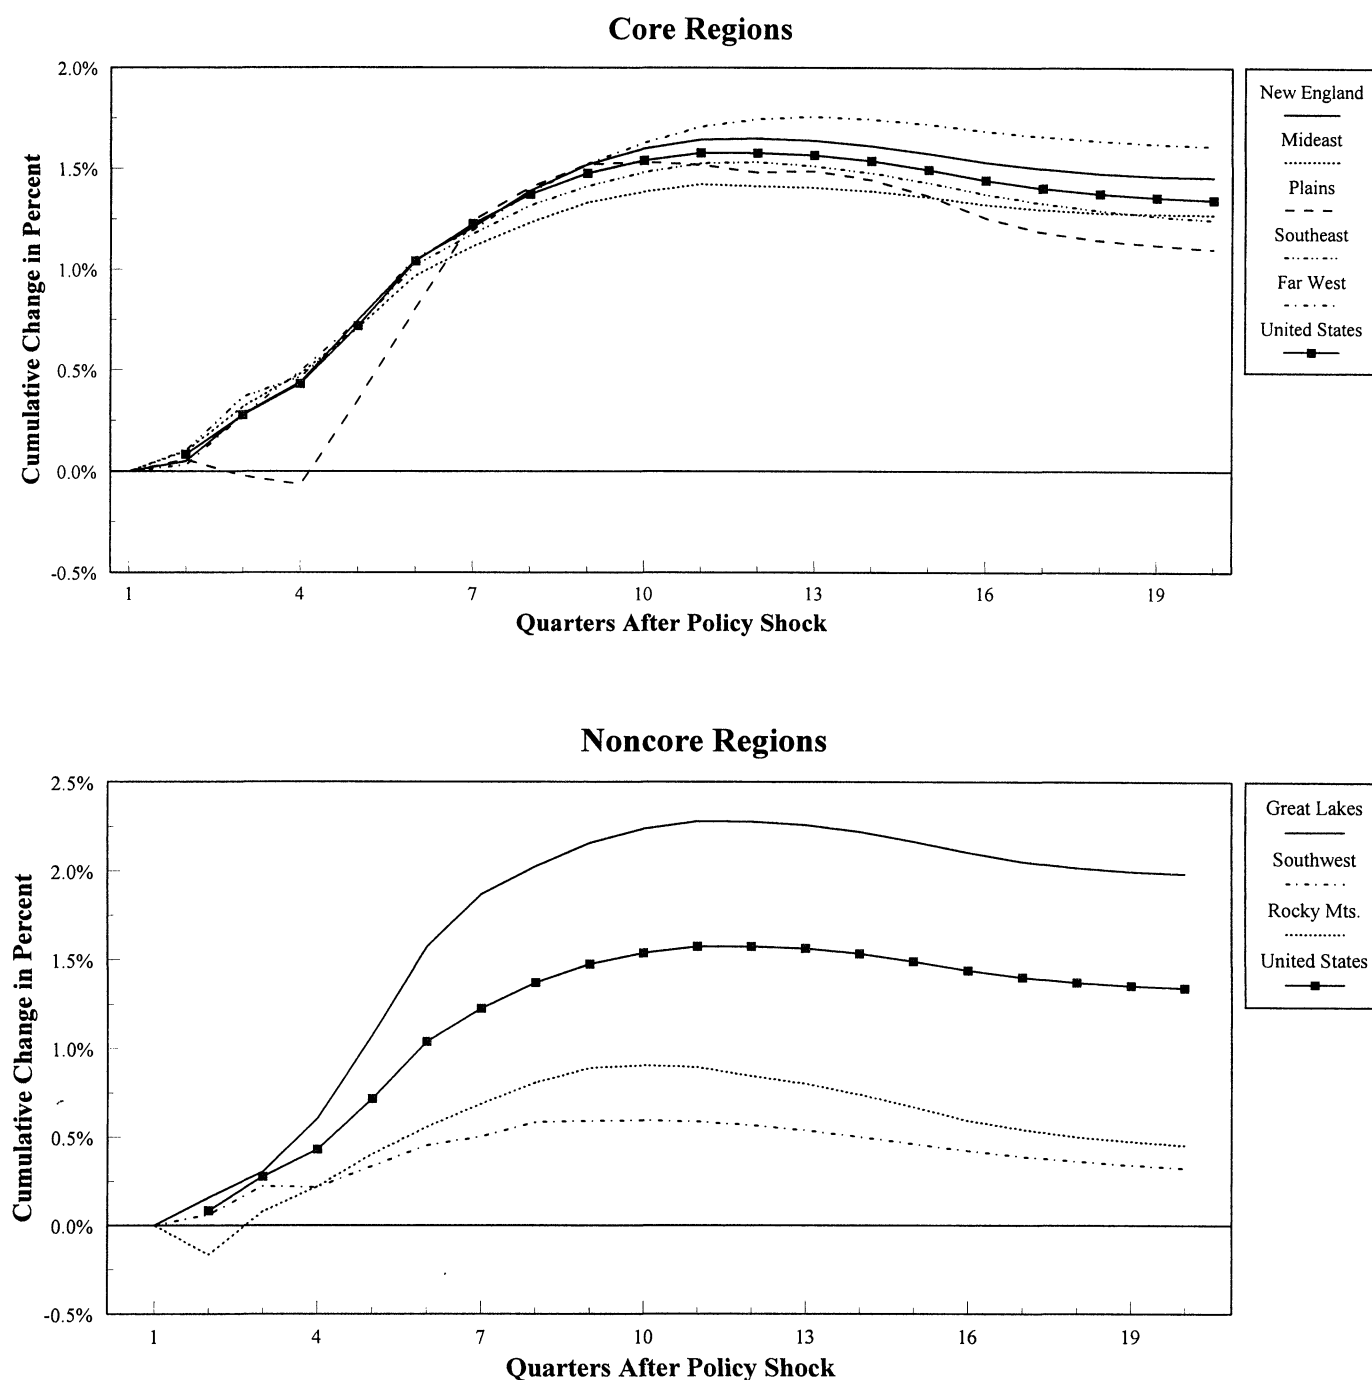 Core Regions
2.0%
1.5%
1.0%
0.5%
0.0%
-0.5%
Cumulative Change in Percent
1 4 7 10 13 16 19
Quarters After Policy Shock
New England
Mideast
Plains
Southeast
Far West
United States
Noncore Regions
2.5%
2.0%
1.5%
1.0%
0.5%
0.0%
-0.5%
Cumulative Change in Percent
1 4 7 10 13 16 19
Quarters After Policy Shock
Great Lakes
Southwest
Rocky Mts.
United States